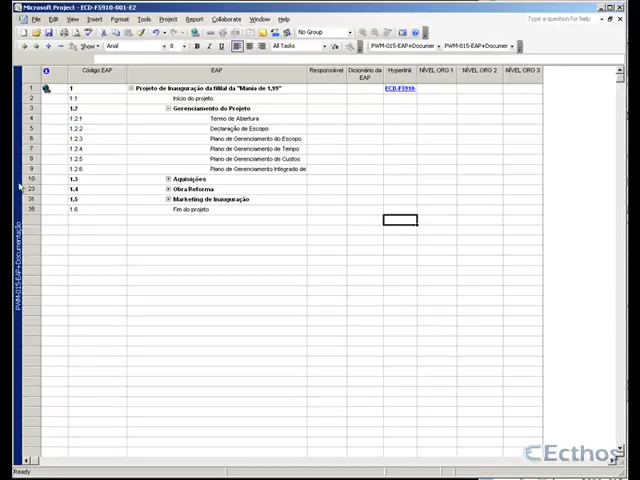 Microsoft Project - ECD-F5910-001-E2
File Edit View Insert Format Tools Project Report Collaborate Window Help
Type a question for help
No Group
Show Arial 8 B I U All Tasks PWM-015-EAP+Documen PWM-015-EAP+Documen
Código EAP EAP Responsável Dicionário da EAP Hyperlink NÍVEL ORG 1 NÍVEL ORG 2 NÍVEL ORG 3
1 1 Projeto de Inauguração da filial da "Mania de 1,99" ECD-F5910-
2 1.1 Início do projeto
3 1.2 Gerenciamento do Projeto
4 1.2.1 Termo de Abertura
5 1.2.2 Declaração de Escopo
6 1.2.3 Plano de Gerenciamento do Escopo
7 1.2.4 Plano de Gerenciamento de Tempo
8 1.2.5 Plano de Gerenciamento de Custos
9 1.2.6 Plano de Gerenciamento Integrado de
10 1.3 Aquisições
23 1.4 Obra/Reforma
31 1.5 Marketing de Inauguração
35 1.6 Fim do projeto
PWM-015-EAP+Documentação
Ecthos
Ready